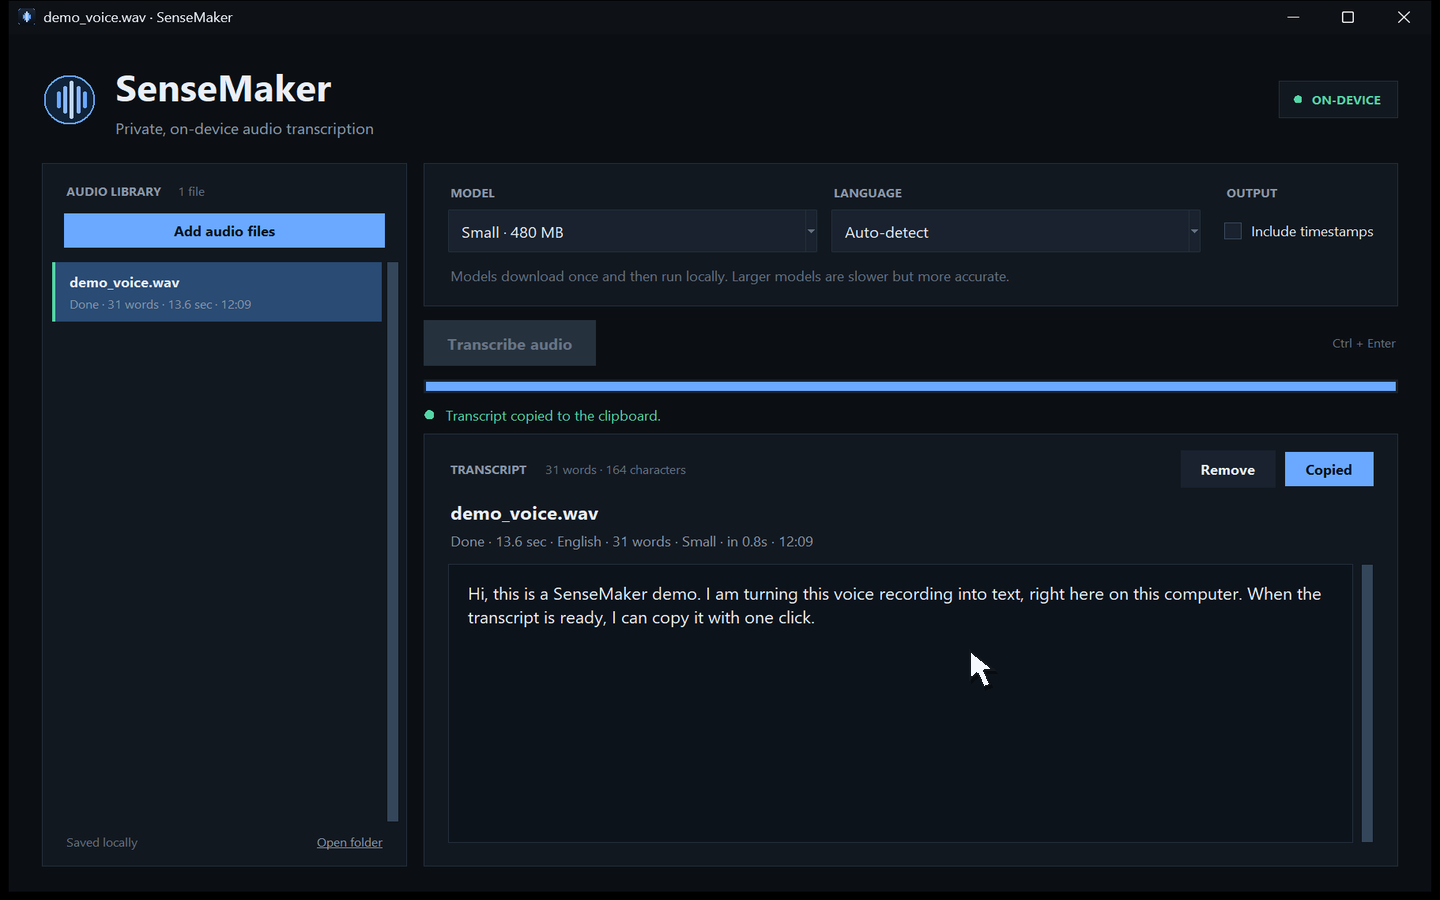 demo_voice.wav · SenseMaker
SenseMaker
Private, on-device audio transcription
ON-DEVICE
AUDIO LIBRARY 1 file
Add audio files
demo_voice.wav
Done · 31 words · 13.6 sec · 12:09
Saved locally Open folder
MODEL LANGUAGE OUTPUT
Small · 480 MB Auto-detect Include timestamps
Models download once and then run locally. Larger models are slower but more accurate.
Transcribe audio Ctrl + Enter
Transcript copied to the clipboard.
TRANSCRIPT 31 words · 164 characters Remove Copied
demo_voice.wav
Done · 13.6 sec · English · 31 words · Small · in 0.8s · 12:09
Hi, this is a SenseMaker demo. I am turning this voice recording into text, right here on this computer. When the
transcript is ready, I can copy it with one click.